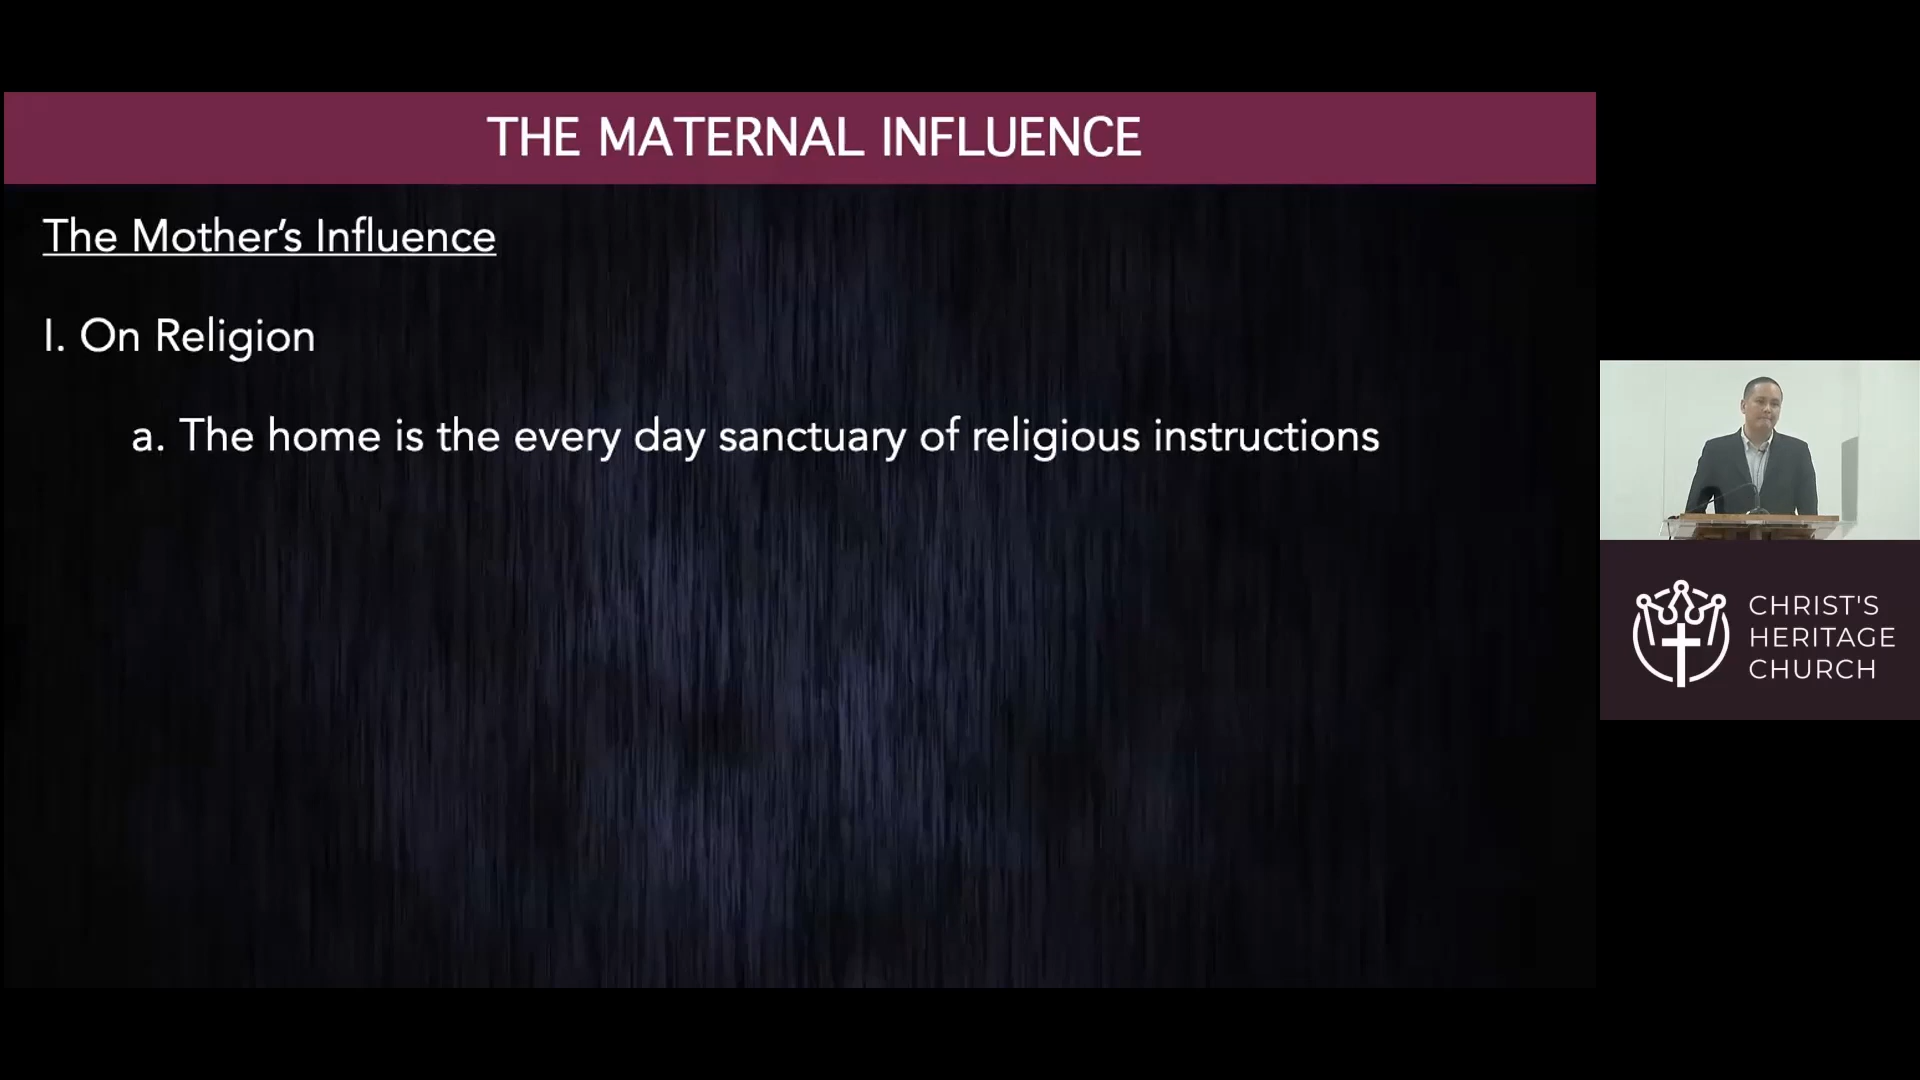 THE MATERNAL INFLUENCE
The Mother’s Influence
I. On Religion
a. The home is the every day sanctuary of religious instructions
CHRIST'S
HERITAGE
CHURCH